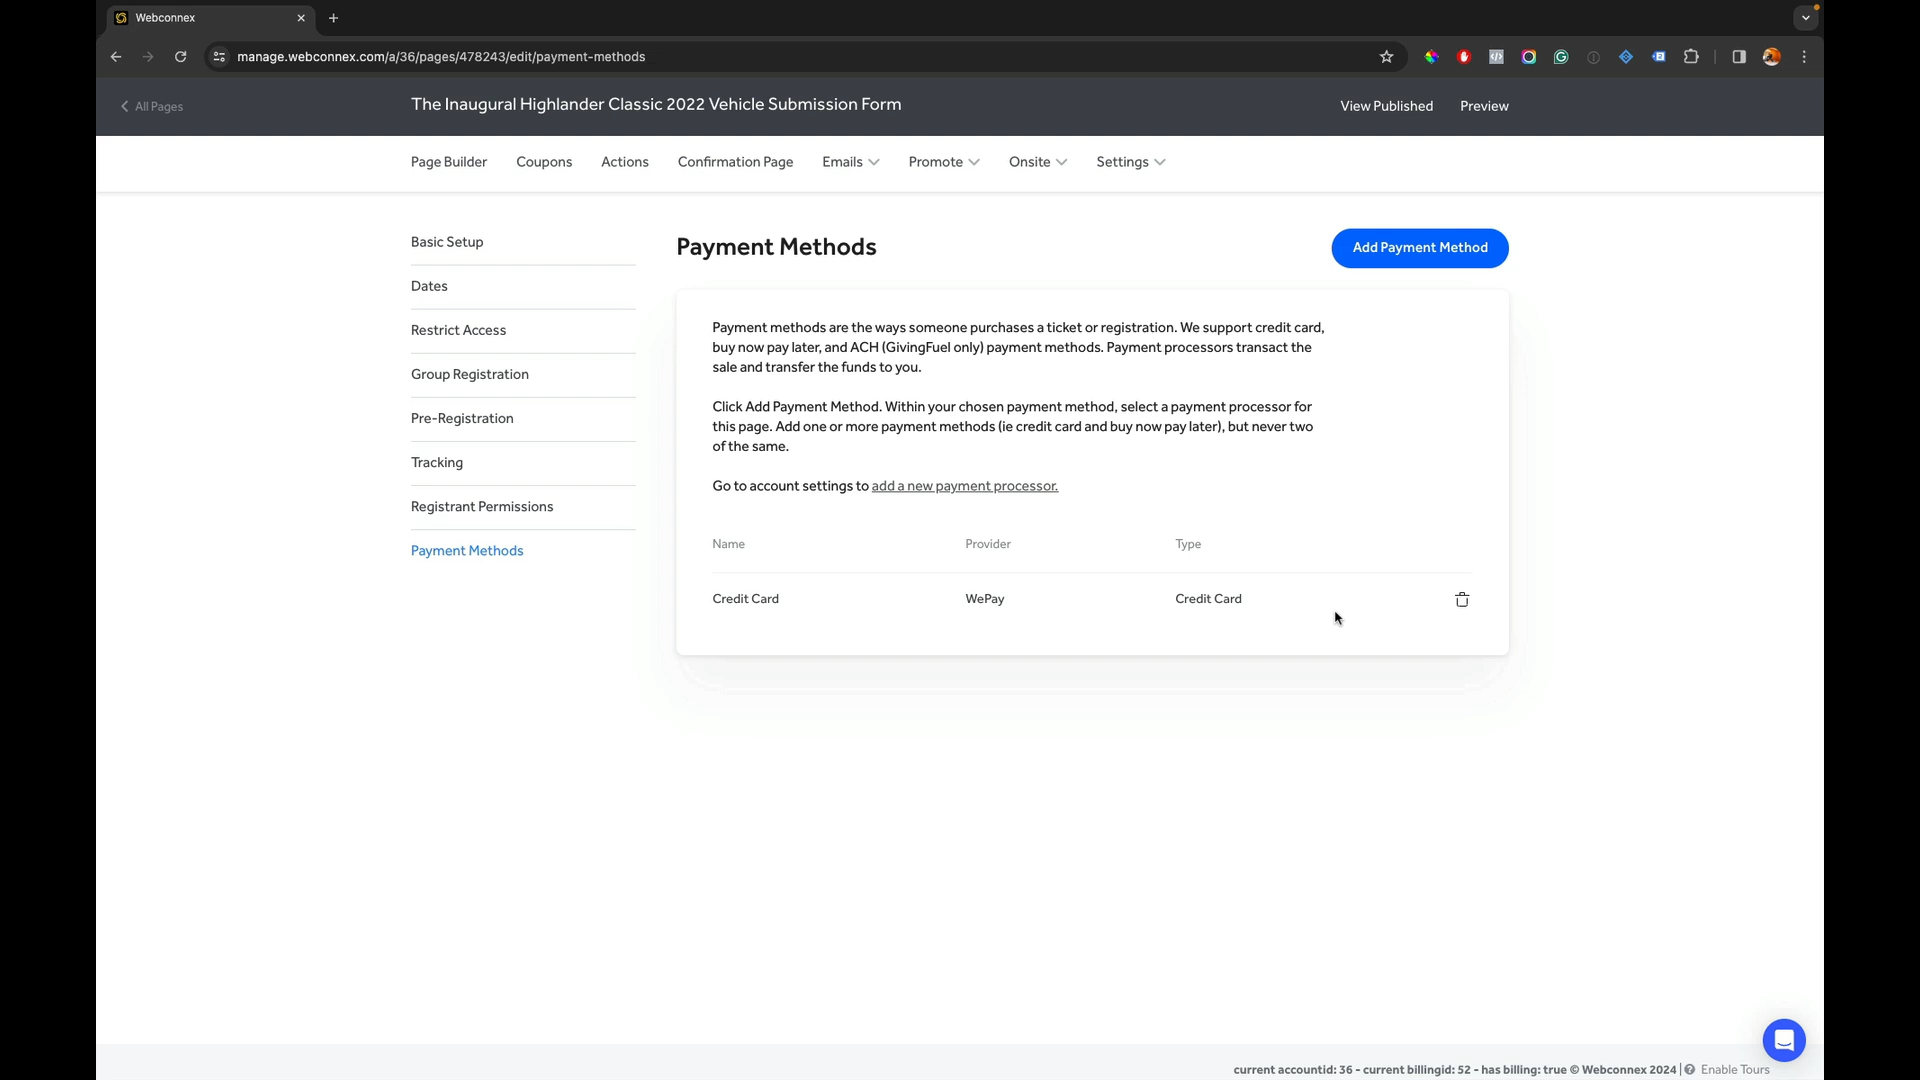 Webconnex
manage.webconnex.com/a/36/pages/478243/edit/payment-methods
All Pages
The Inaugural Highlander Classic 2022 Vehicle Submission Form
View Published
Preview
Page Builder
Coupons
Actions
Confirmation Page
Emails
Promote
Onsite
Settings
Basic Setup
Dates
Restrict Access
Group Registration
Pre-Registration
Tracking
Registrant Permissions
Payment Methods
Payment Methods
Add Payment Method
Payment methods are the ways someone purchases a ticket or registration. We support credit card,
buy now pay later, and ACH (GivingFuel only) payment methods. Payment processors transact the
sale and transfer the funds to you.
Click Add Payment Method. Within your chosen payment method, select a payment processor for
this page. Add one or more payment methods (ie credit card and buy now pay later), but never two
of the same.
Go to account settings to add a new payment processor.
Name Provider Type
Credit Card WePay Credit Card
current accountid: 36 - current billingid: 52 - has billing: true © Webconnex 2024 | Enable Tours